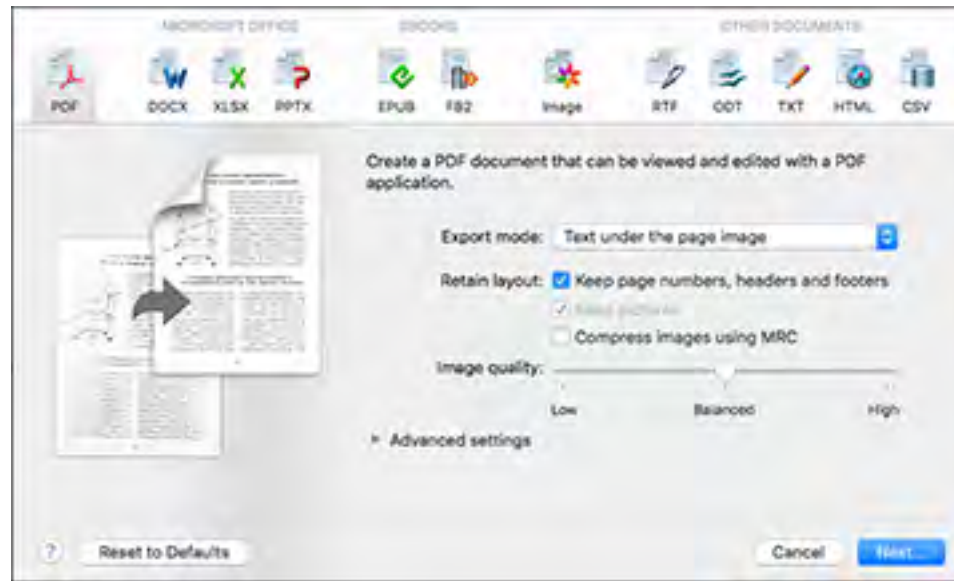 MICROSOFT OFFICE EBOOKS OTHER DOCUMENTS
PDF DOCX XLSX PPTX EPUB FB2 Image RTF ODT TXT HTML CSV
Create a PDF document that can be viewed and edited with a PDF
application.
Export mode: Text under the page image
Retain layout: Keep page numbers, headers and footers
Keep pictures
Compress images using MRC
Image quality:
Low Balanced High
Advanced settings
? Reset to Defaults Cancel Next...